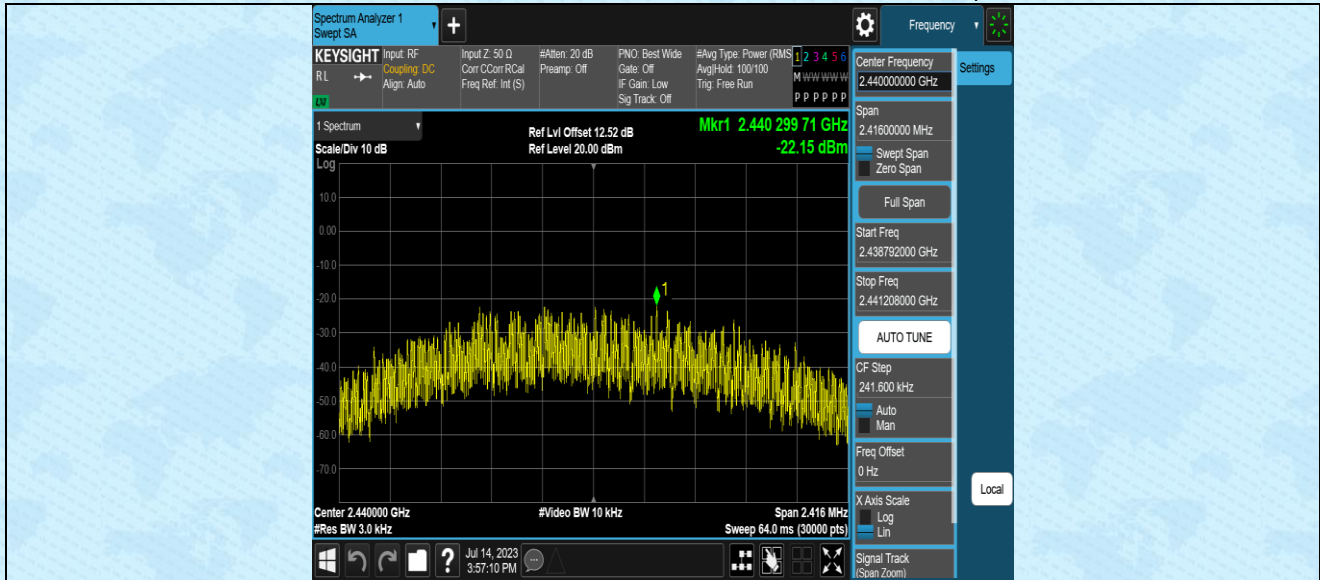 Spectrum Analyzer 1
Swept SA
+
Frequency
KEYSIGHT
RL
LXI
Input: RF
Coupling: DC
Align: Auto
Input Z: 50 Ω
Corr CCorr RCal
Freq Ref: Int (S)
#Atten: 20 dB
Preamp: Off
PNO: Best Wide
Gate: Off
IF Gain: Low
Sig Track: Off
#Avg Type: Power (RMS
Avg|Hold: 100/100
Trig: Free Run
1 2 3 4 5 6
M W W W W W
P P P P P P
1 Spectrum
Scale/Div 10 dB
Ref Lvl Offset 12.52 dB
Ref Level 20.00 dBm
Mkr1 2.440 299 71 GHz
-22.15 dBm
Log
10.0
0.00
-10.0
-20.0
-30.0
-40.0
-50.0
-60.0
-70.0
1
Center 2.440000 GHz
#Res BW 3.0 kHz
#Video BW 10 kHz
Span 2.416 MHz
Sweep 64.0 ms (30000 pts)
?
Jul 14, 2023
3:57:10 PM
Center Frequency
2.440000000 GHz
Settings
Span
2.41600000 MHz
Swept Span
Zero Span
Full Span
Start Freq
2.438792000 GHz
Stop Freq
2.441208000 GHz
AUTO TUNE
CF Step
241.600 kHz
Auto
Man
Freq Offset
0 Hz
X Axis Scale
Log
Lin
Local
Signal Track
(Span Zoom)